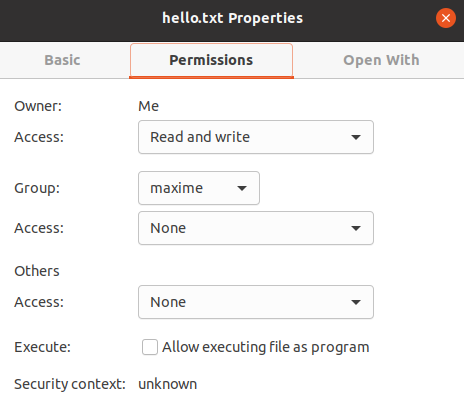 hello.txt Properties
Basic Permissions Open With
Owner: Me
Access: Read and write
Group: maxime
Access: None
Others
Access: None
Execute: Allow executing file as program
Security context: unknown